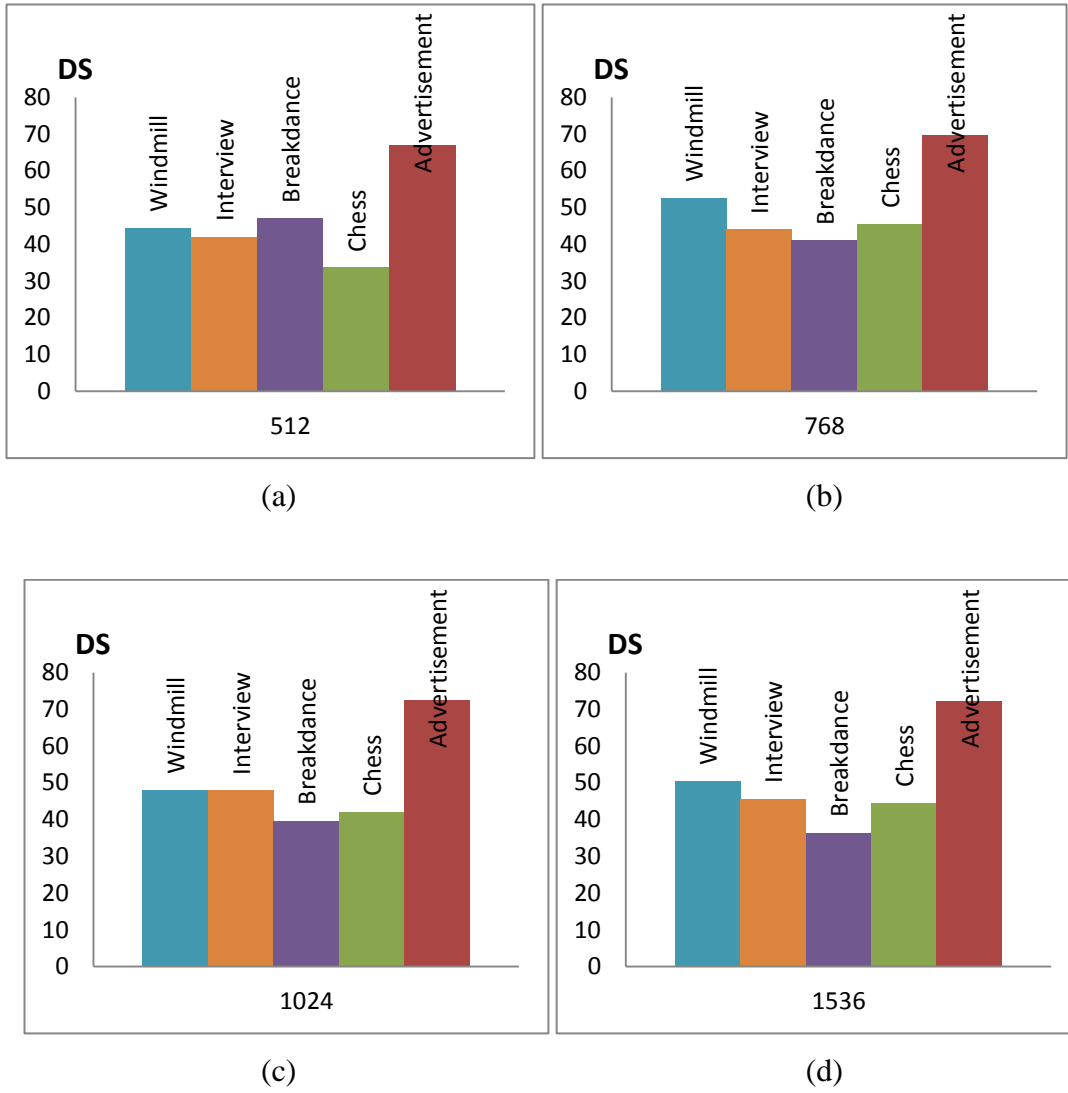 DS
80
70
60
50
40
30
20
10
0
Windmill
Interview
Breakdance
Chess
Advertisement
512
(a)
DS
80
70
60
50
40
30
20
10
0
Windmill
Interview
Breakdance
Chess
Advertisement
768
(b)
DS
80
70
60
50
40
30
20
10
0
Windmill
Interview
Breakdance
Chess
Advertisement
1024
(c)
DS
80
70
60
50
40
30
20
10
0
Windmill
Interview
Breakdance
Chess
Advertisement
1536
(d)